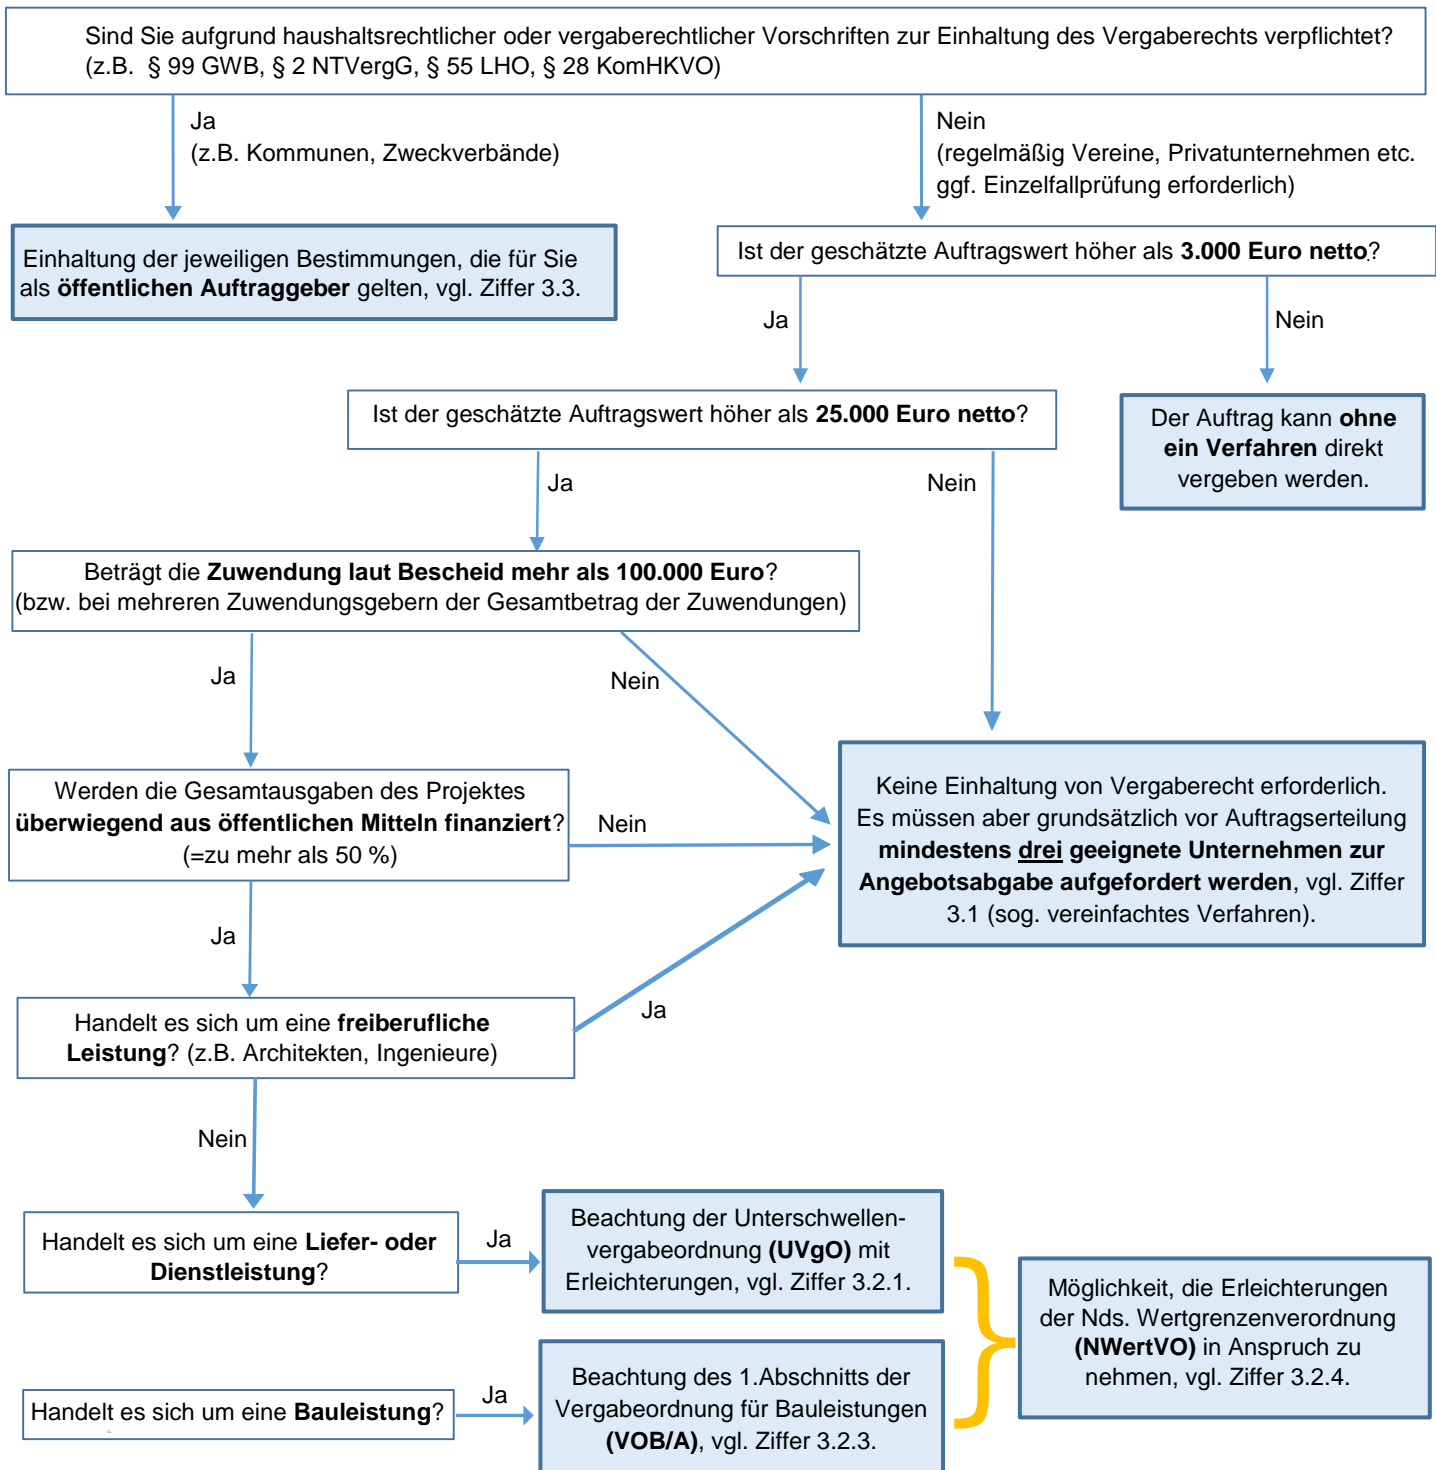 Sind Sie aufgrund haushaltsrechtlicher oder vergaberechtlicher Vorschriften zur Einhaltung des Vergaberechts verpflichtet?
(z.B. § 99 GWB, § 2 NTVergG, § 55 LHO, § 28 KomHKVO)
Ja
(z.B. Kommunen, Zweckverbände)
Nein
(regelmäßig Vereine, Privatunternehmen etc.
ggf. Einzelfallprüfung erforderlich)
Einhaltung der jeweiligen Bestimmungen, die für Sie
als öffentlichen Auftraggeber gelten, vgl. Ziffer 3.3.
Ist der geschätzte Auftragswert höher als 3.000 Euro netto?
Ja
Nein
Ist der geschätzte Auftragswert höher als 25.000 Euro netto?
Der Auftrag kann ohne
ein Verfahren direkt
vergeben werden.
Ja
Nein
Beträgt die Zuwendung laut Bescheid mehr als 100.000 Euro?
(bzw. bei mehreren Zuwendungsgebern der Gesamtbetrag der Zuwendungen)
Ja
Nein
Werden die Gesamtausgaben des Projektes
überwiegend aus öffentlichen Mitteln finanziert?
(=zu mehr als 50 %)
Nein
Keine Einhaltung von Vergaberecht erforderlich.
Es müssen aber grundsätzlich vor Auftragserteilung
mindestens drei geeignete Unternehmen zur
Angebotsabgabe aufgefordert werden, vgl. Ziffer
3.1 (sog. vereinfachtes Verfahren).
Ja
Handelt es sich um eine freiberufliche
Leistung? (z.B. Architekten, Ingenieure)
Ja
Nein
Handelt es sich um eine Liefer- oder
Dienstleistung?
Ja
Beachtung der Unterschwellen-
vergabeordnung (UVgO) mit
Erleichterungen, vgl. Ziffer 3.2.1.
Möglichkeit, die Erleichterungen
der Nds. Wertgrenzenverordnung
(NWertVO) in Anspruch zu
nehmen, vgl. Ziffer 3.2.4.
Handelt es sich um eine Bauleistung?
Ja
Beachtung des 1.Abschnitts der
Vergabeordnung für Bauleistungen
(VOB/A), vgl. Ziffer 3.2.3.